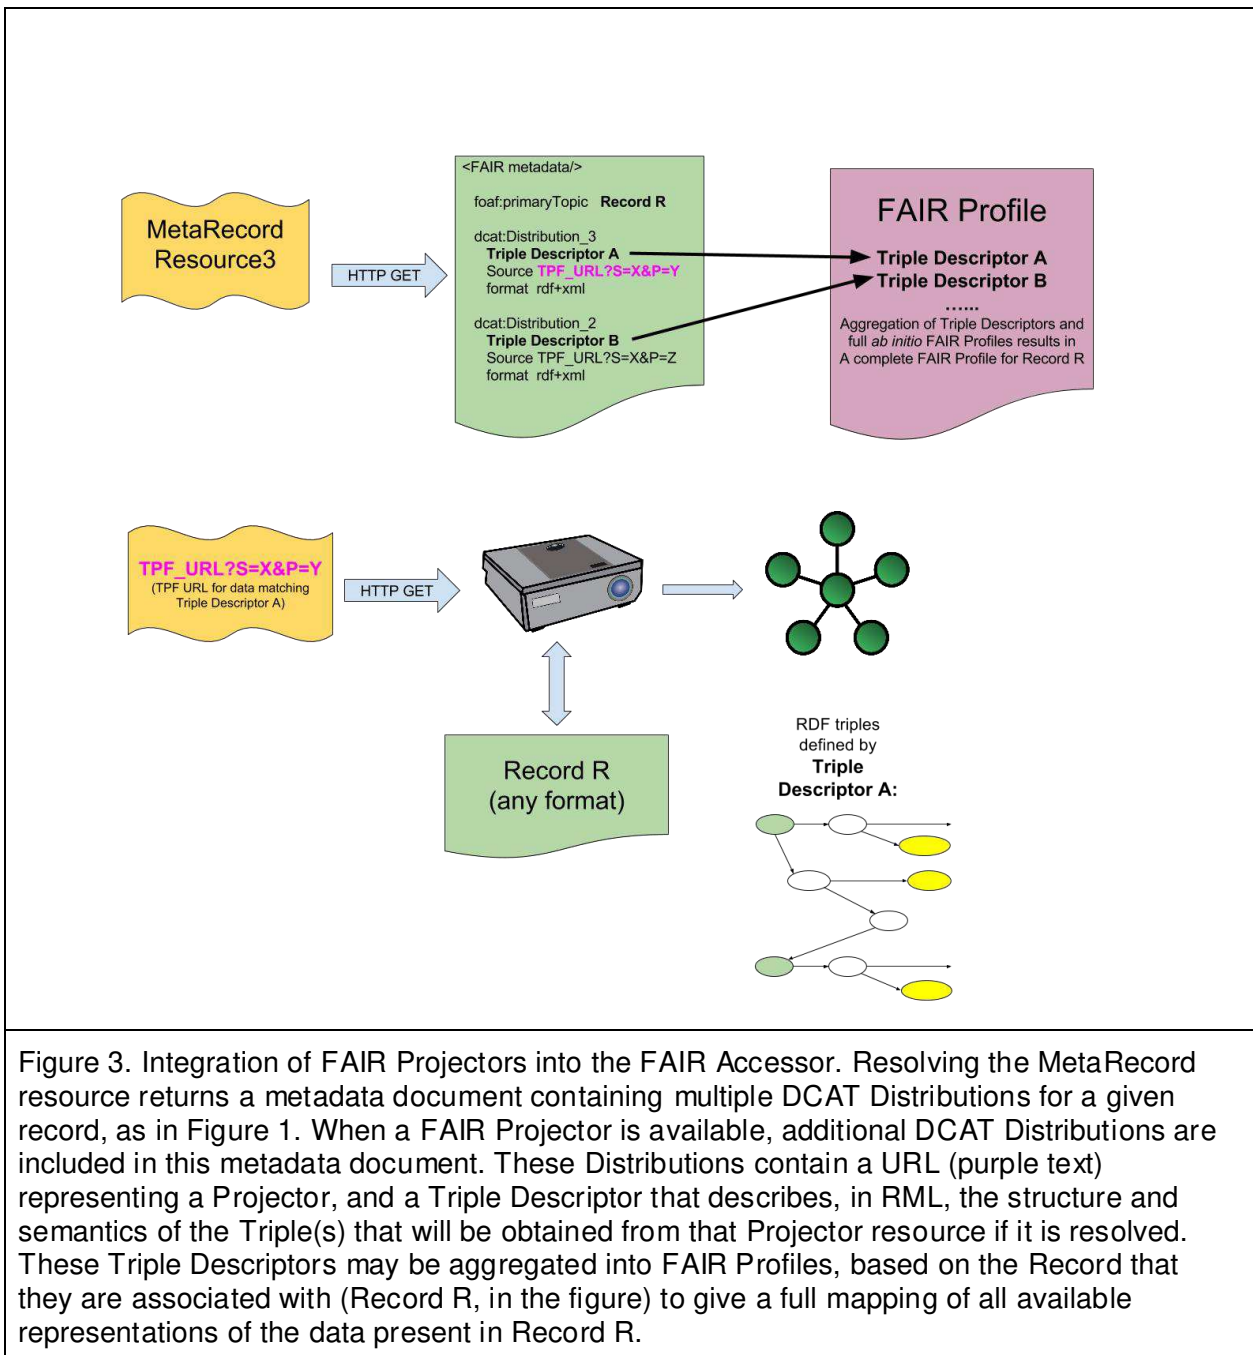 MetaRecord
Resource3
HTTP GET
<FAIR metadata/>
foaf:primaryTopic Record R
dcat:Distribution_3
Triple Descriptor A
Source TPF_URL?S=X&P=Y
format rdf+xml
dcat:Distribution_2
Triple Descriptor B
Source TPF_URL?S=X&P=Z
format rdf+xml
FAIR Profile
Triple Descriptor A
Triple Descriptor B
......
Aggregation of Triple Descriptors and
full ab initio FAIR Profiles results in
A complete FAIR Profile for Record R
TPF_URL?S=X&P=Y
(TPF URL for data matching
Triple Descriptor A)
HTTP GET
Record R
(any format)
RDF triples
defined by
Triple
Descriptor A:
Figure 3. Integration of FAIR Projectors into the FAIR Accessor. Resolving the MetaRecord
resource returns a metadata document containing multiple DCAT Distributions for a given
record, as in Figure 1. When a FAIR Projector is available, additional DCAT Distributions are
included in this metadata document. These Distributions contain a URL (purple text)
representing a Projector, and a Triple Descriptor that describes, in RML, the structure and
semantics of the Triple(s) that will be obtained from that Projector resource if it is resolved.
These Triple Descriptors may be aggregated into FAIR Profiles, based on the Record that
they are associated with (Record R, in the figure) to give a full mapping of all available
representations of the data present in Record R.